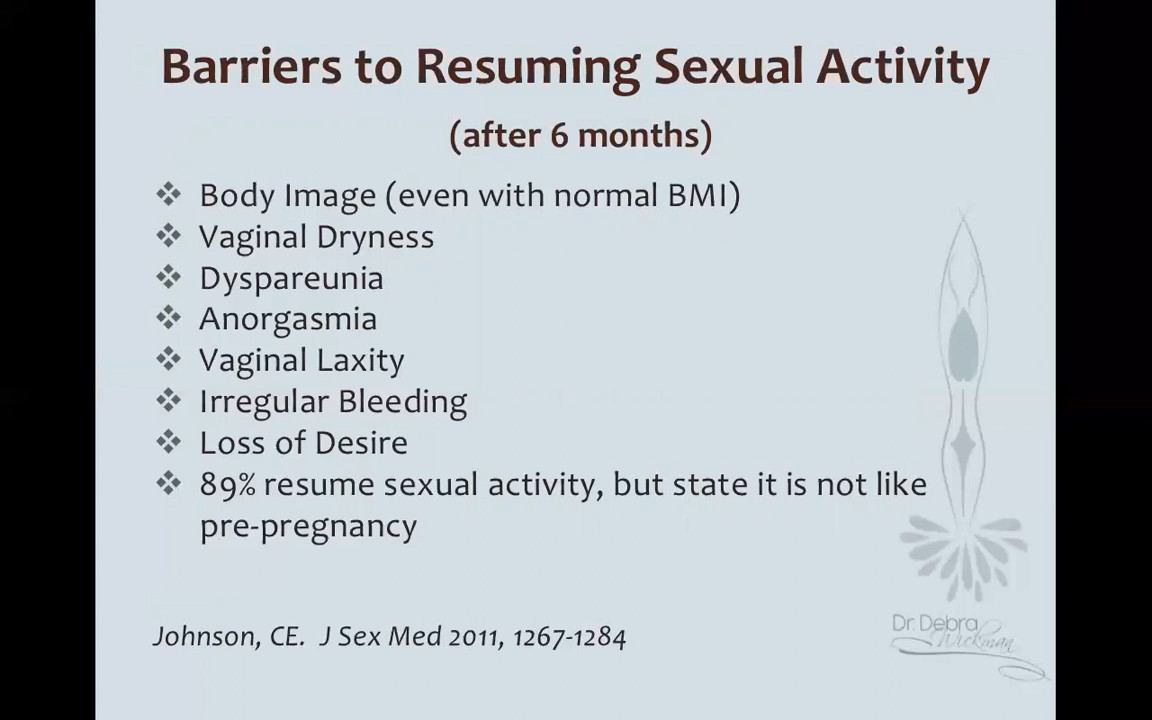 Barriers to Resuming Sexual Activity
(after 6 months)
❖ Body Image (even with normal BMI)
❖ Vaginal Dryness
❖ Dyspareunia
❖ Anorgasmia
❖ Vaginal Laxity
❖ Irregular Bleeding
❖ Loss of Desire
❖ 89% resume sexual activity, but state it is not like
pre-pregnancy
Johnson, CE. J Sex Med 2011, 1267-1284
Dr. Debra
Wickman